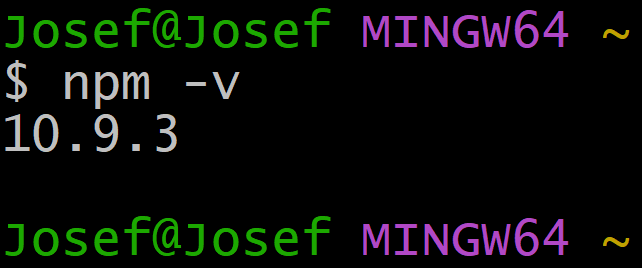 Josef@Josef MINGW64 ~
$ npm -v
10.9.3
Josef@Josef MINGW64 ~